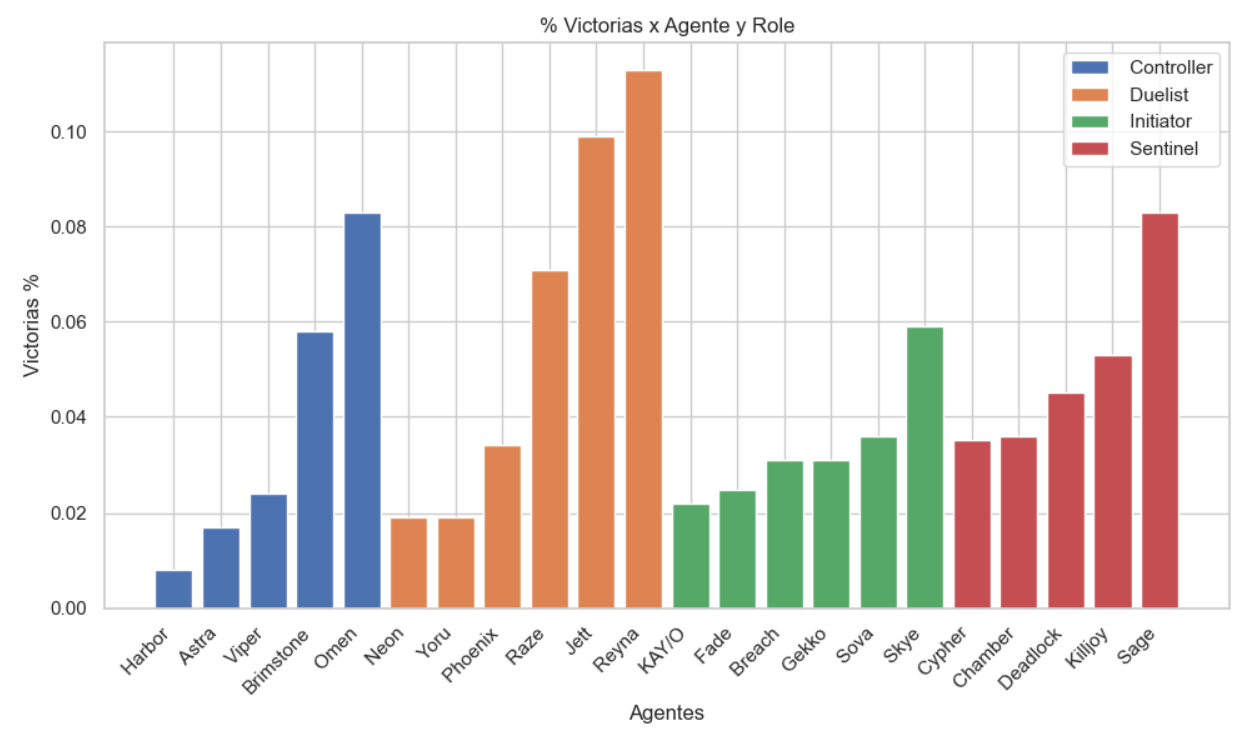 % Victorias x Agente y Role
Controller
Duelist
Initiator
Sentinel
Victorias %
0.10
0.08
0.06
0.04
0.02
0.00
Harbor
Astra
Viper
Brimstone
Omen
Neon
Yoru
Phoenix
Raze
Jett
Reyna
KAY/O
Fade
Breach
Gekko
Sova
Skye
Cypher
Chamber
Deadlock
Killjoy
Sage
Agentes